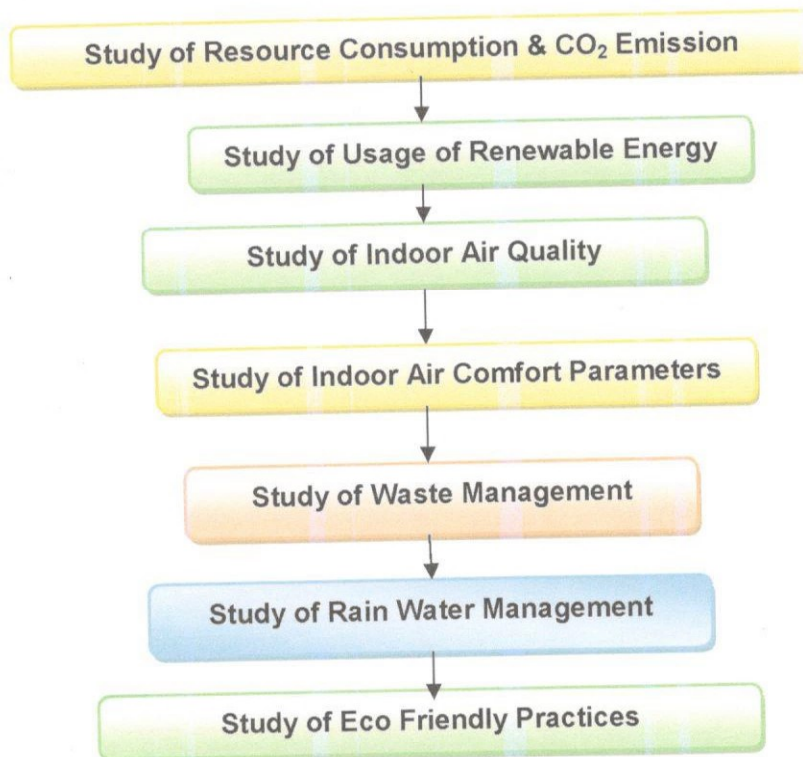 Study of Resource Consumption & CO₂ Emission
Study of Usage of Renewable Energy
Study of Indoor Air Quality
Study of Indoor Air Comfort Parameters
Study of Waste Management
Study of Rain Water Management
Study of Eco Friendly Practices